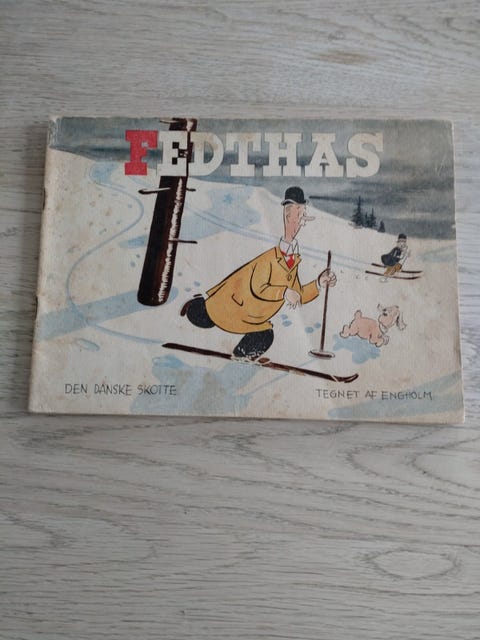 FEDTHAS
DEN DANSKE SKOTTE
TEGNET AF ENGHOLM.